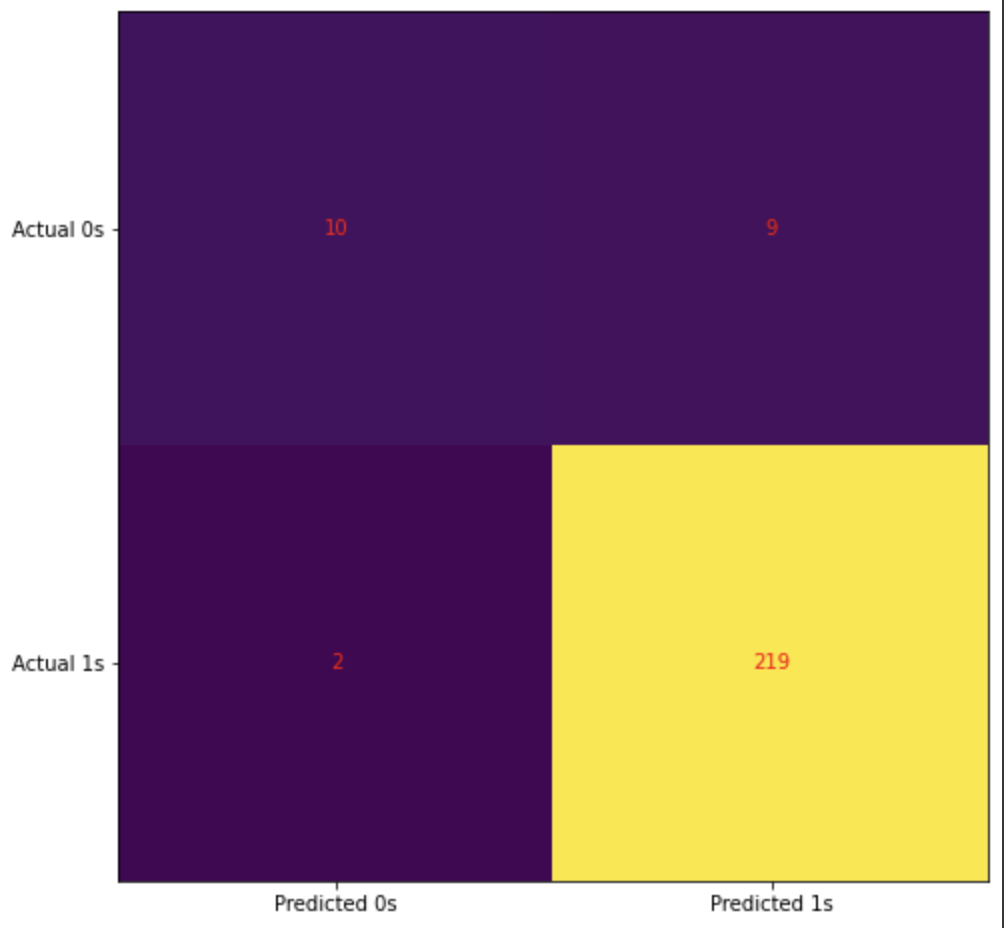 Actual 0s
10
9
Actual 1s
2
219
Predicted 0s
Predicted 1s